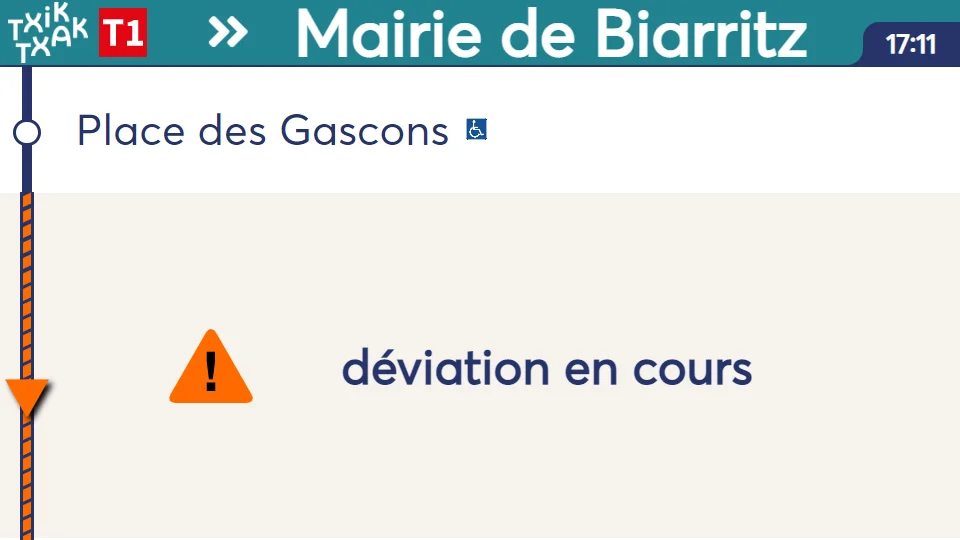 TXIK
TXAK
T1
Mairie de Biarritz
17:11
Place des Gascons
!
déviation en cours